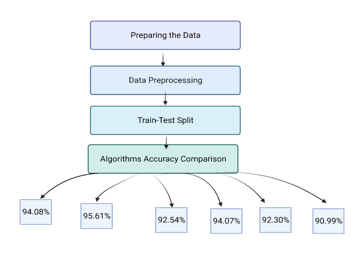 Preparing the Data
Data Preprocessing
Train-Test Split
Algorithms Accuracy Comparison
94.08%
95.61%
92.54%
94.07%
92.30%
90.99%